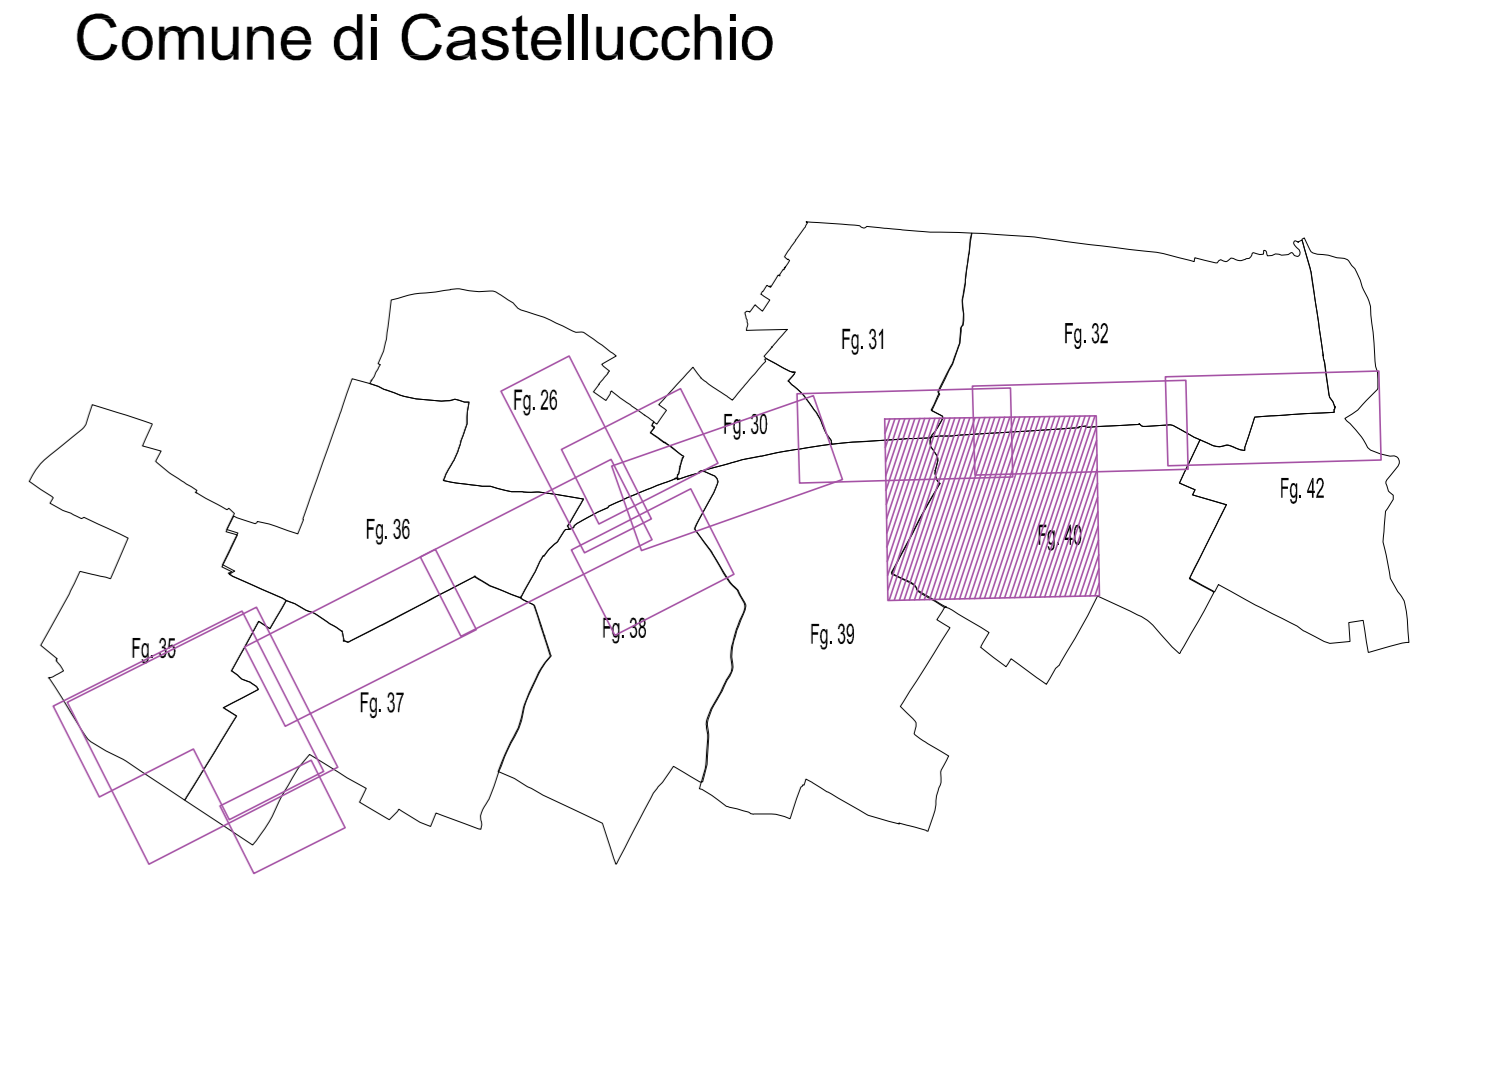 Comune di Castellucchio
Fg. 31
Fg. 32
Fg. 26
Fg. 30
Fg. 36
Fg. 42
Fg. 40
Fg. 35
Fg. 38
Fg. 39
Fg. 37